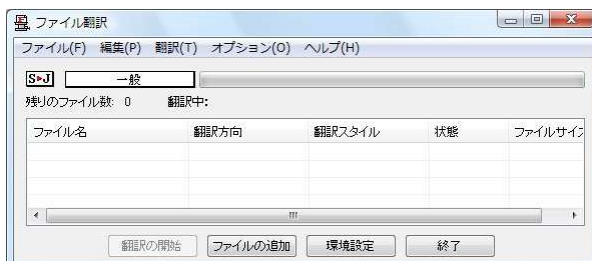 ファイル翻訳
ファイル(F) 編集(P) 翻訳(T) オプション(O) ヘルプ(H)
S▶J 一般
残りのファイル数: 0 翻訳中:
ファイル名 翻訳方向 翻訳スタイル 状態 ファイルサイズ
翻訳の開始 ファイルの追加 環境設定 終了